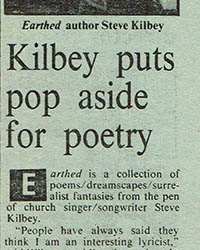 Earthed author Steve Kilbey
Kilbey puts
pop aside
for poetry
Earthed is a collection of
poems/dreamscapes/surre-
alist fantasies from the pen
of church singer/songwriter Steve
Kilbey.
"People have always said they
think I am an interesting lyricist,"